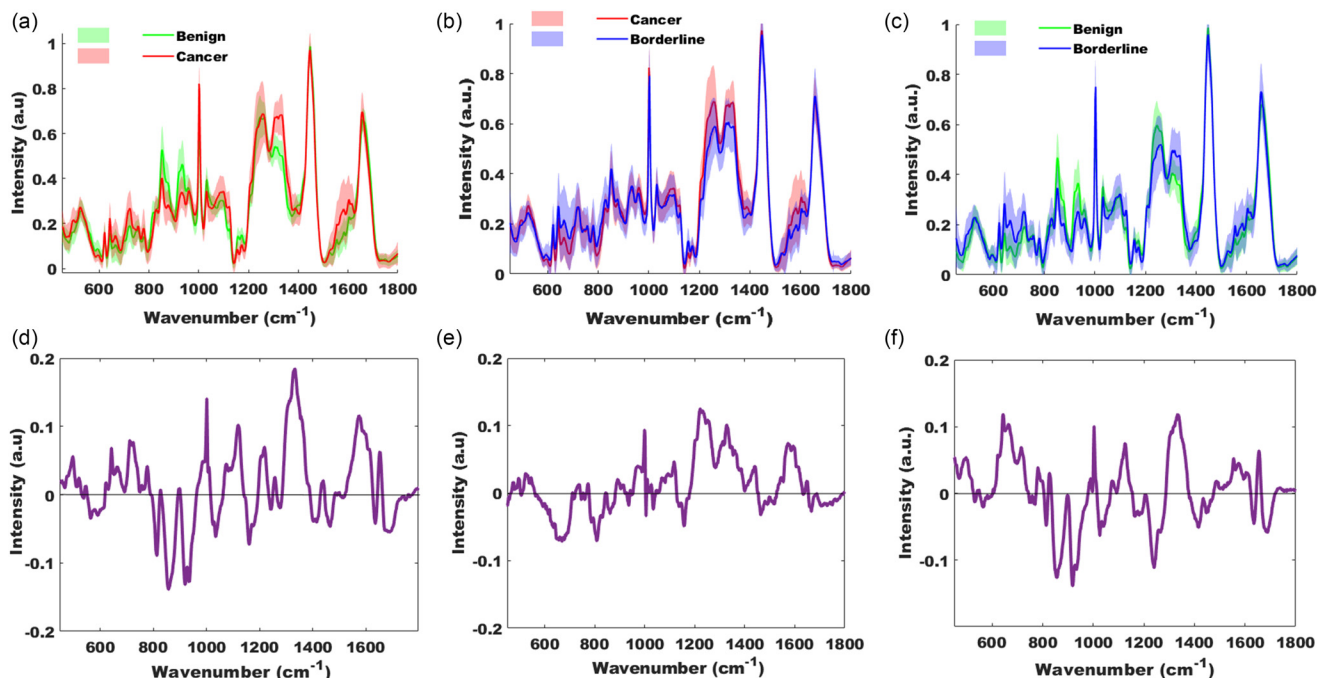 (a)
Benign
Cancer
Intensity (a.u)
1
0.8
0.6
0.4
0.2
0
600 800 1000 1200 1400 1600 1800
Wavenumber (cm⁻¹)
(b)
Cancer
Borderline
Intensity (a.u.)
1
0.8
0.6
0.4
0.2
0
600 800 1000 1200 1400 1600 1800
Wavenumber (cm⁻¹)
(c)
Benign
Borderline
Intensity (a.u.)
1
0.8
0.6
0.4
0.2
0
600 800 1000 1200 1400 1600 1800
Wavenumber (cm⁻¹)
(d)
Intensity (a.u)
0.2
0.1
0
-0.1
-0.2
600 800 1000 1200 1400 1600
Wavenumber (cm⁻¹)
(e)
Intensity (a.u.)
0.2
0.1
0
-0.1
-0.2
600 800 1000 1200 1400 1600 1800
Wavenumber (cm⁻¹)
(f)
Intensity (a.u.)
0.2
0.1
0
-0.1
600 800 1000 1200 1400 1600 1800
Wavenumber (cm⁻¹)